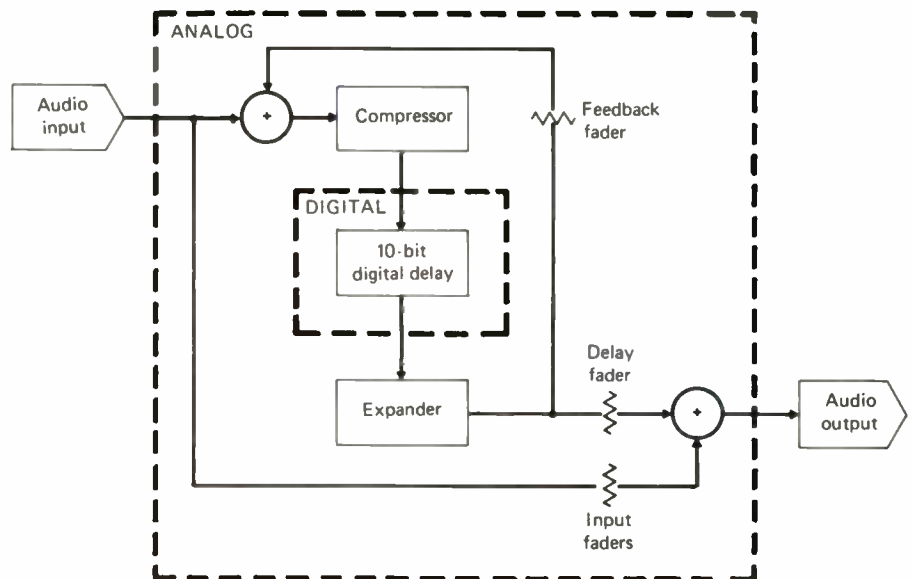 ANALOG
Audio
input
+
Compressor
Feedback
fader
DIGITAL
10-bit
digital delay
Delay
fader
Expander
+
Audio
output
Input
faders